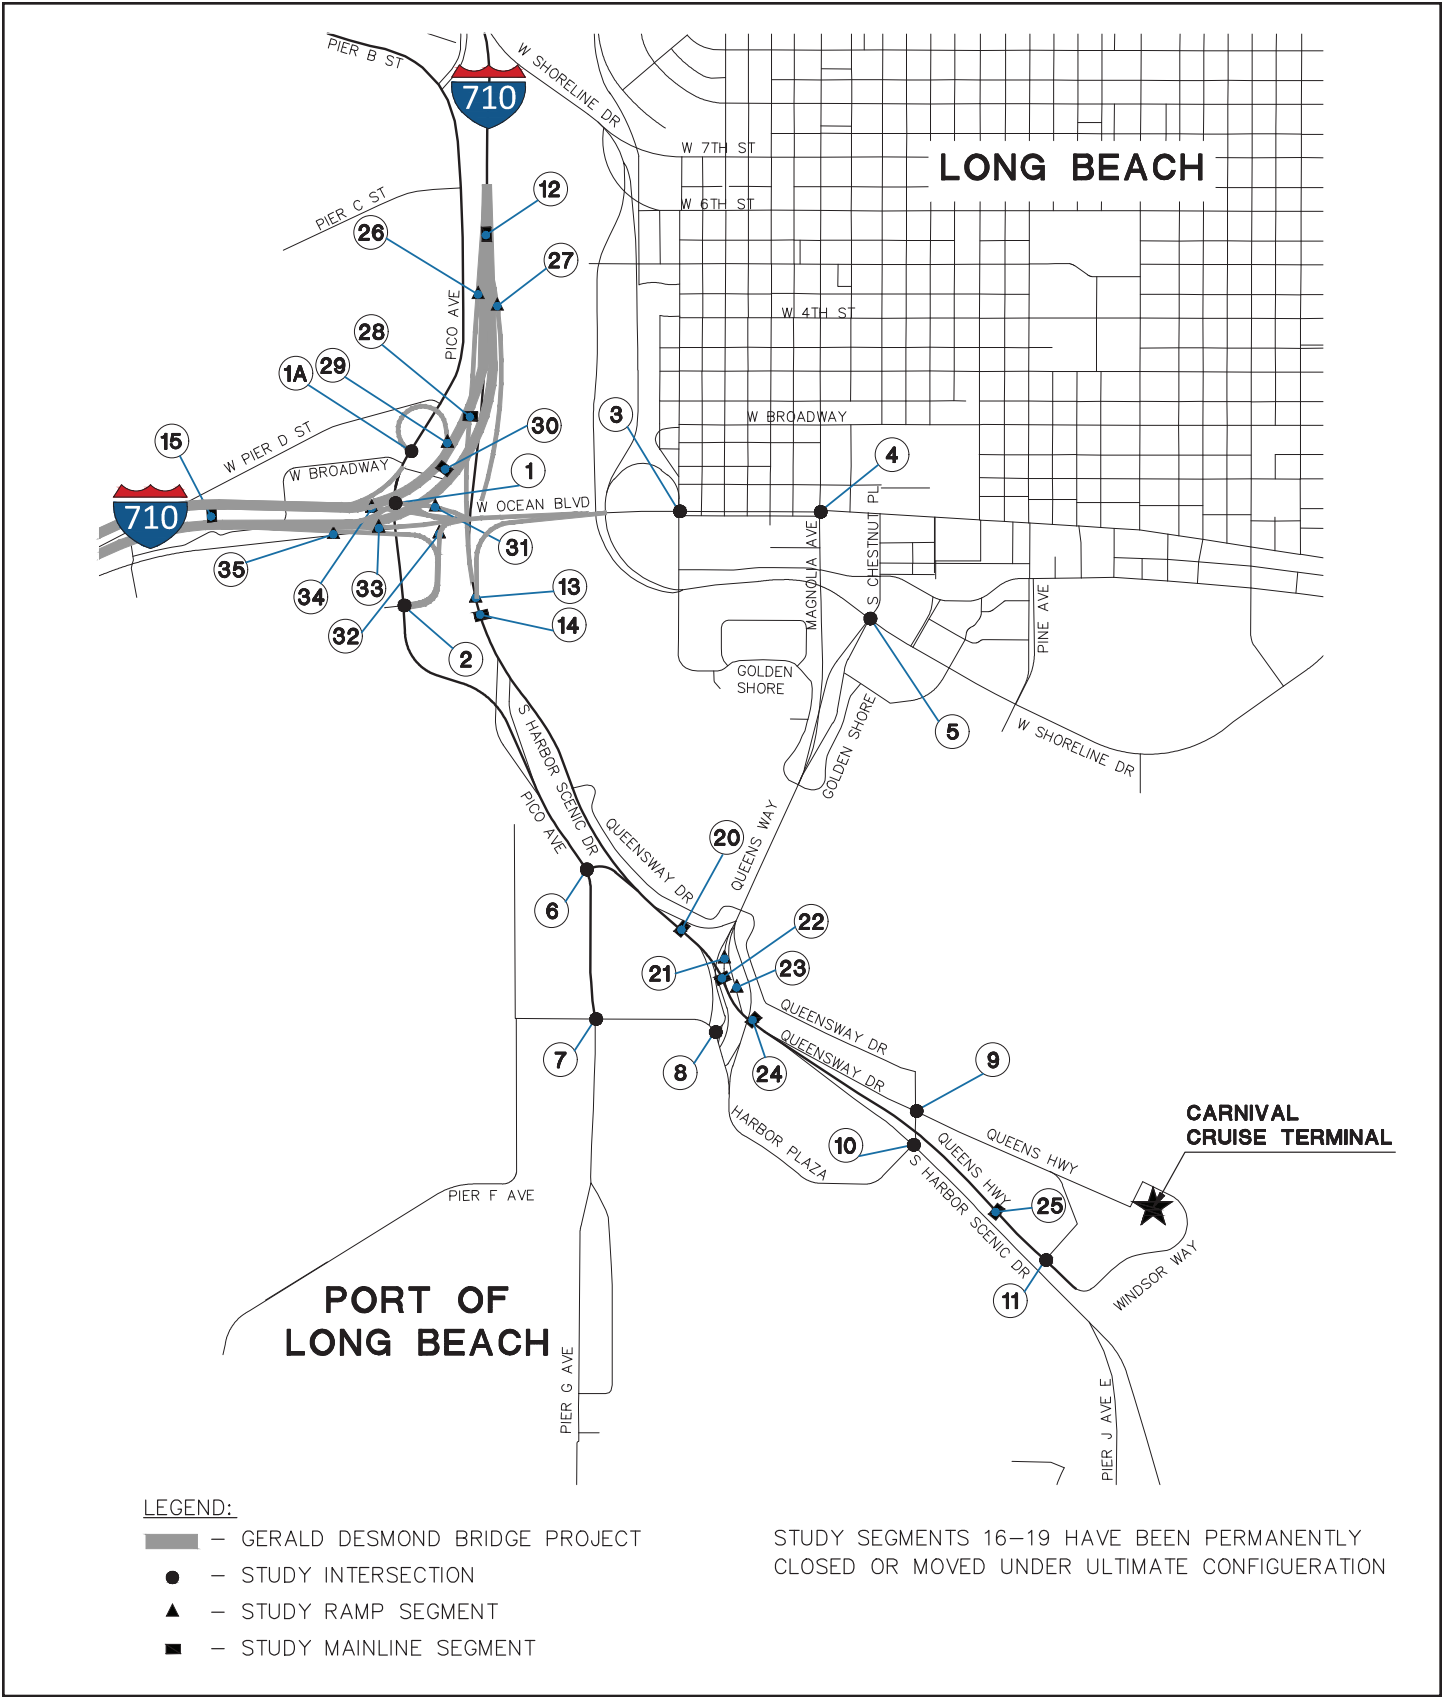 PIER B ST
710
W SHORELINE DR
W 7TH ST
LONG BEACH
12
PIER C ST
W 6TH ST
26
27
PICO AVE
W 4TH ST
28
1A
29
W BROADWAY
3
30
15
W PIER D ST
4
W BROADWAY
1
S CHESTNUT PL
W OCEAN BLVD
710
MAGNOLIA AVE
31
35
34
33
13
PINE AVE
32
14
2
GOLDEN
SHORE
GOLDEN SHORE
5
W SHORELINE DR
S HARBOR SCENIC DR
PICO AVE
QUEENSWAY DR
QUEENS WAY
20
6
22
21
23
QUEENSWAY DR
QUEENSWAY DR
7
8
24
9
CARNIVAL
CRUISE TERMINAL
HARBOR PLAZA
10
QUEENS HWY
QUEENS HWY
PIER F AVE
S HARBOR SCENIC DR
25
WINDSOR WAY
11
PORT OF
LONG BEACH
PIER G AVE
PIER J AVE E
LEGEND:
– GERALD DESMOND BRIDGE PROJECT
– STUDY INTERSECTION
– STUDY RAMP SEGMENT
– STUDY MAINLINE SEGMENT
STUDY SEGMENTS 16–19 HAVE BEEN PERMANENTLY
CLOSED OR MOVED UNDER ULTIMATE CONFIGUERATION